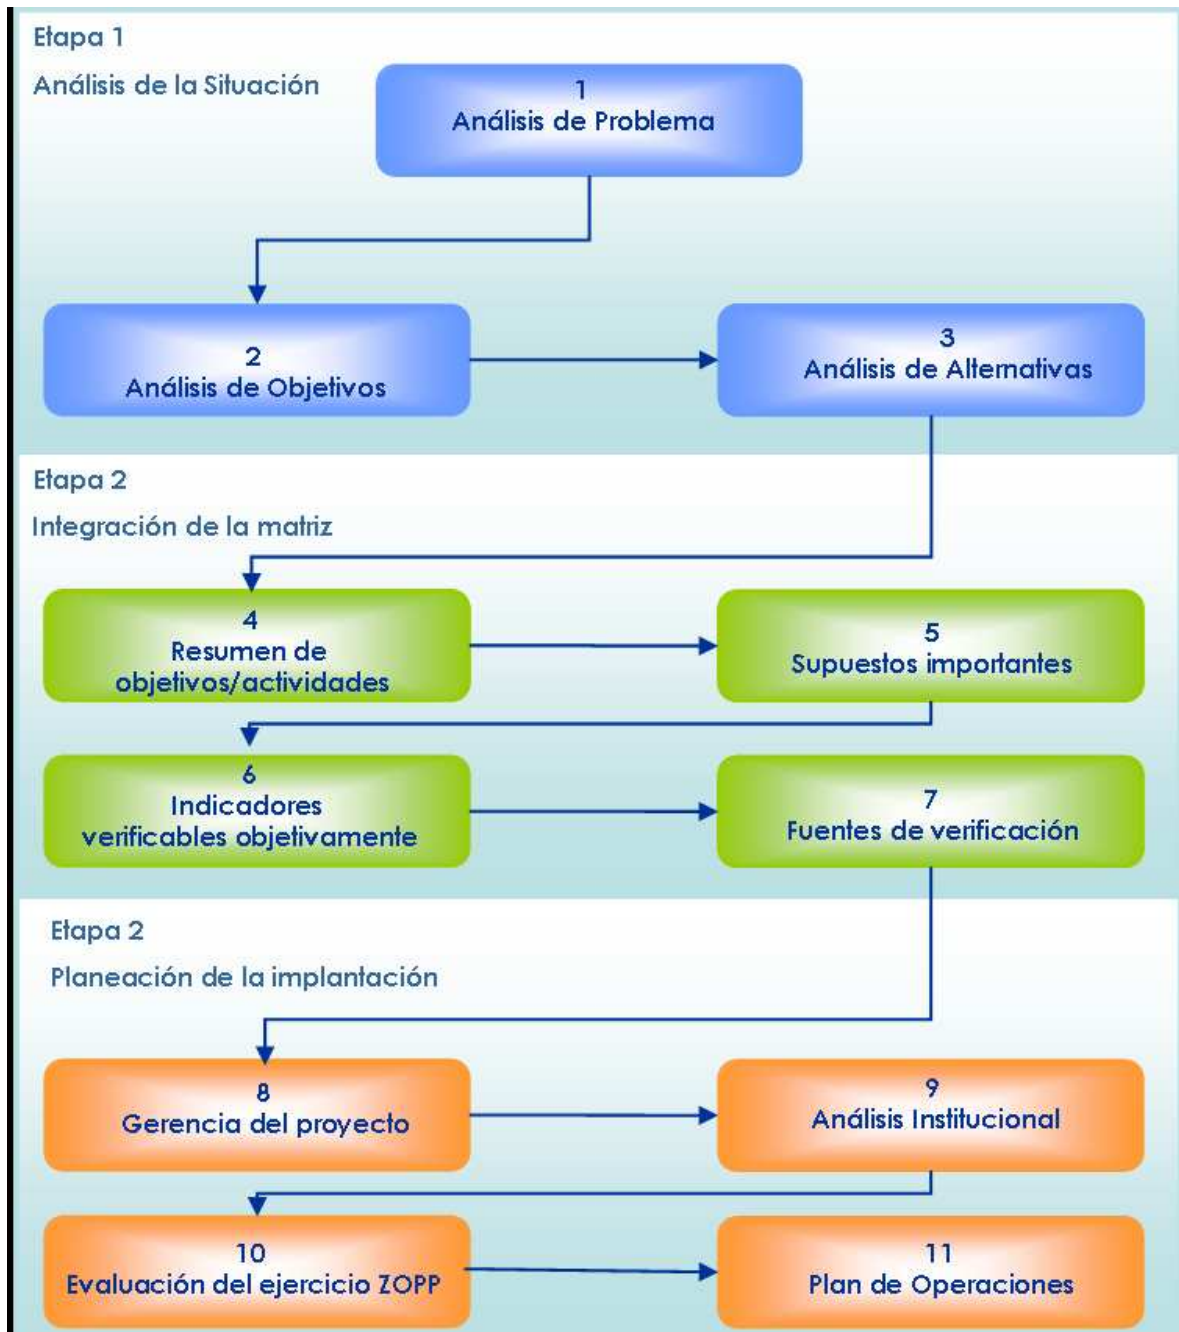 Etapa 1
Análisis de la Situación
1
Análisis de Problema
2
Análisis de Objetivos
3
Análisis de Alternativas
Etapa 2
Integración de la matriz
4
Resumen de
objetivos/actividades
5
Supuestos importantes
6
Indicadores
verificables objetivamente
7
Fuentes de verificación
Etapa 2
Planeación de la implantación
8
Gerencia del proyecto
9
Análisis Institucional
10
Evaluación del ejercicio ZOPP
11
Plan de Operaciones